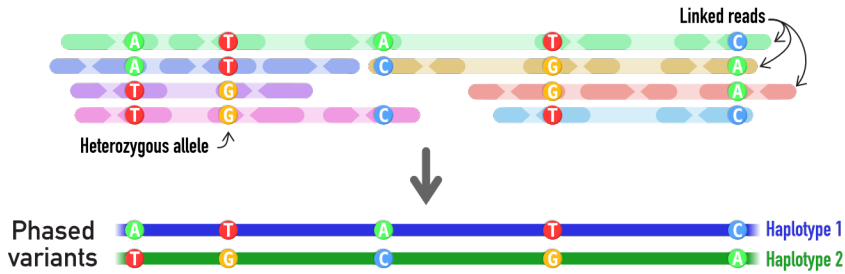 Linked reads
A T A T C
A T C G A
T G G A
T G C T C
Heterozygous allele
Phased variants
A T A T C Haplotype 1
T G C G A Haplotype 2